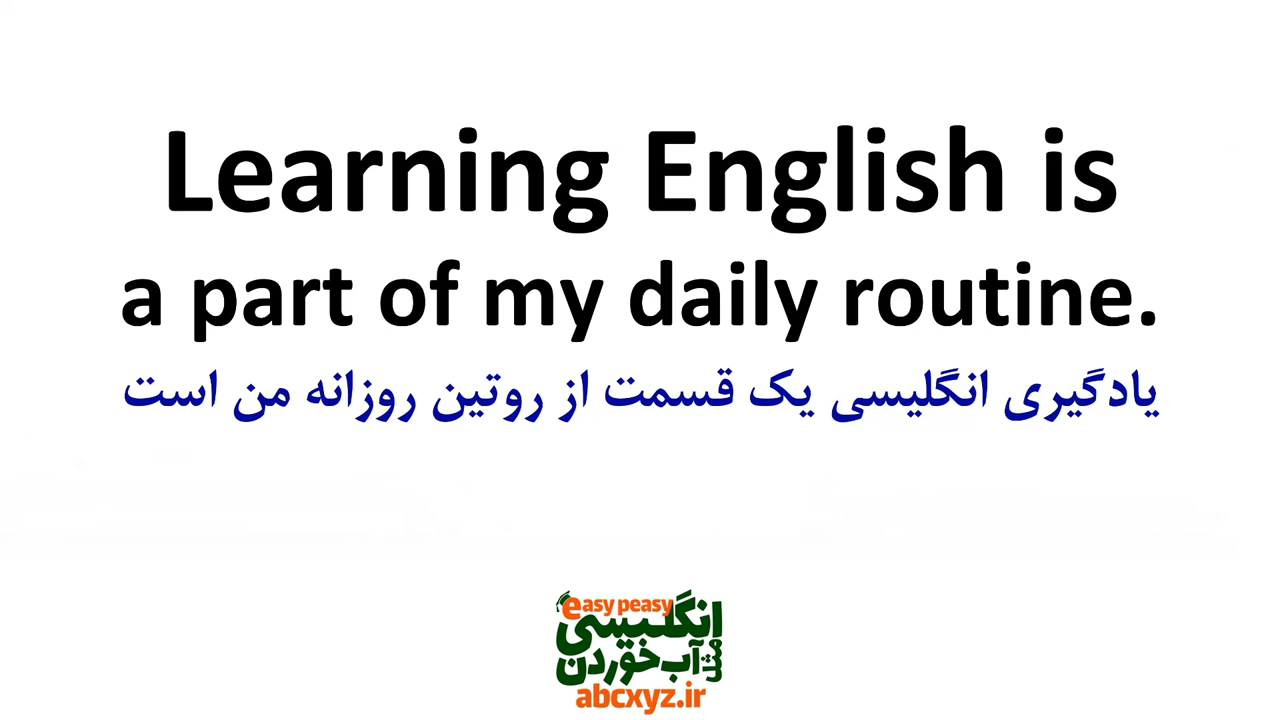 Learning English is
a part of my daily routine.
یادگیری انگلیسی یک قسمت از روتین روزانه من است
easy peasy
انگلیسی
مثل آب خوردن
abcxyz.ir